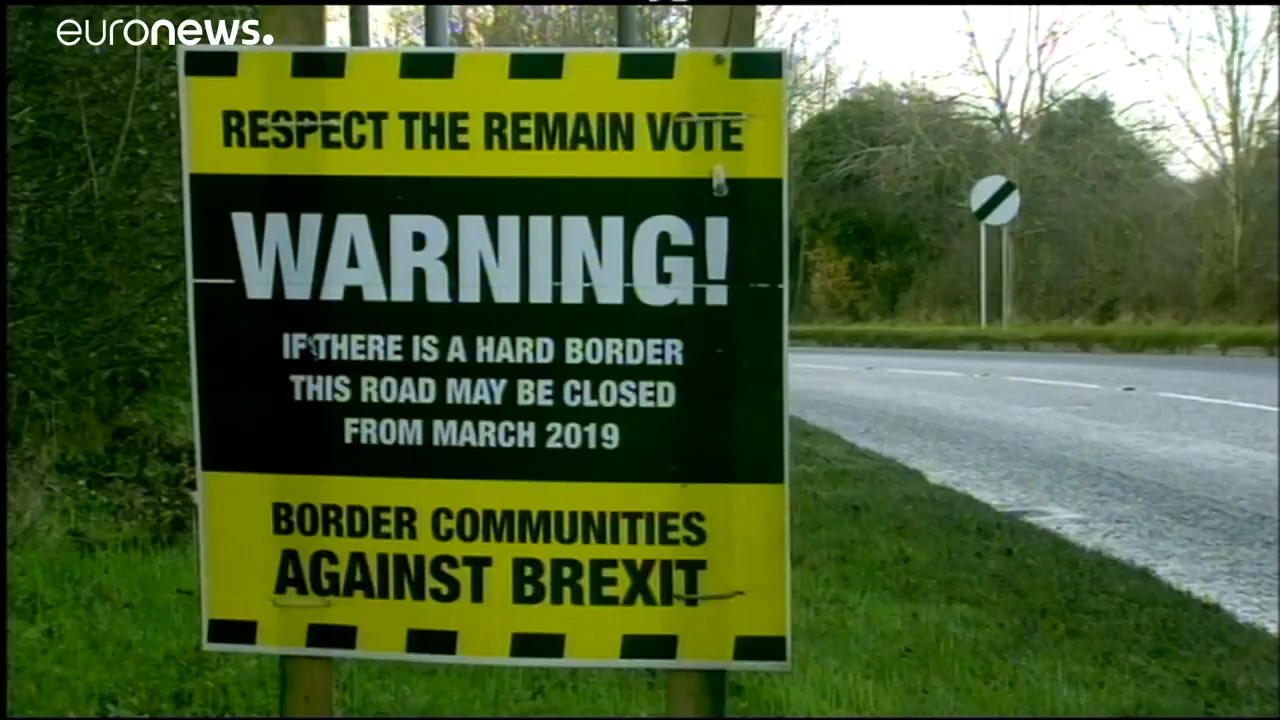 euronews.
RESPECT THE REMAIN VOTE
WARNING!
IF THERE IS A HARD BORDER
THIS ROAD MAY BE CLOSED
FROM MARCH 2019
BORDER COMMUNITIES
AGAINST BREXIT